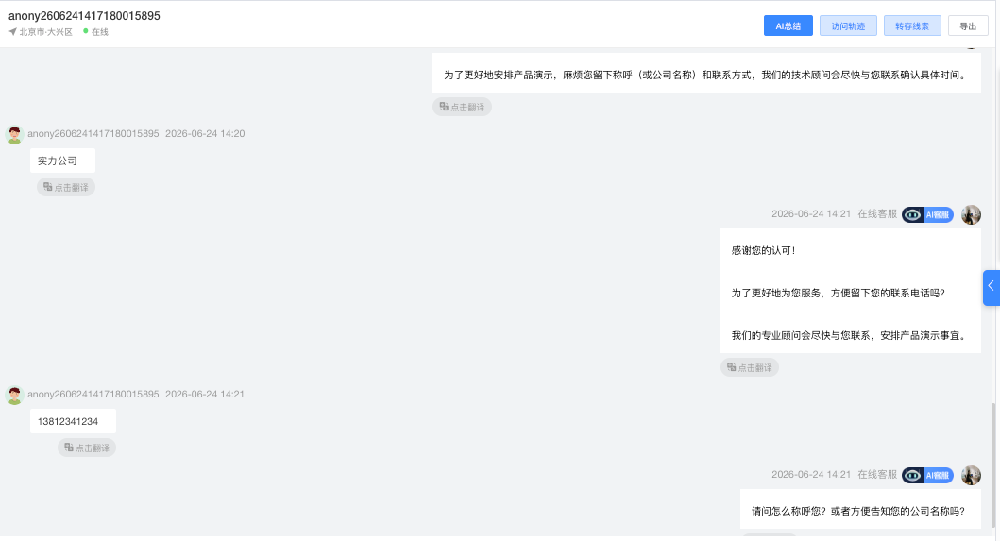 anony2606241417180015895
北京市-大兴区 在线
AI总结 访问轨迹 转存线索 导出
为了更好地安排产品演示，麻烦您留下称呼（或公司名称）和联系方式，我们的技术顾问会尽快与您联系确认具体时间。
点击翻译
anony2606241417180015895 2026-06-24 14:20
实力公司
点击翻译
2026-06-24 14:21 在线客服 AI客服
感谢您的认可！
为了更好地为您服务，方便留下您的联系电话吗？
我们的专业顾问会尽快与您联系，安排产品演示事宜。
点击翻译
anony2606241417180015895 2026-06-24 14:21
13812341234
点击翻译
2026-06-24 14:21 在线客服 AI客服
请问怎么称呼您？或者方便告知您的公司名称吗？